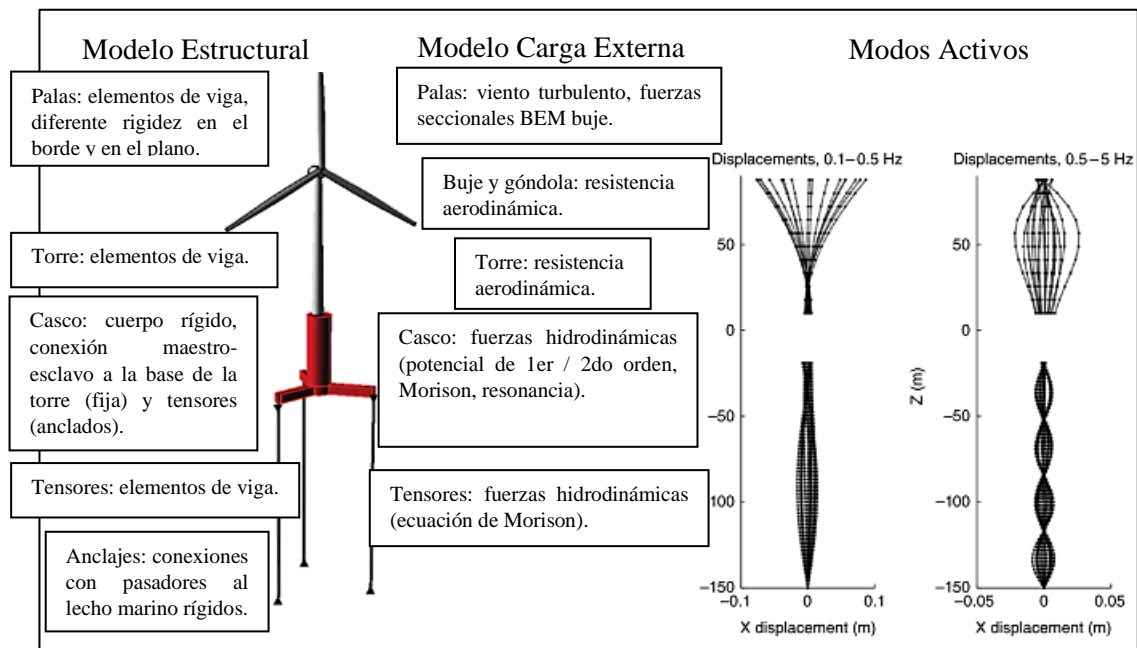 Modelo Estructural
Palas: elementos de viga,
diferente rigidez en el
borde y en el plano.
Torre: elementos de viga.
Casco: cuerpo rígido,
conexión maestro-
esclavo a la base de la
torre (fija) y tensores
(anclados).
Tensores: elementos de viga.
Anclajes: conexiones
con pasadores al
lecho marino rígidos.
Modelo Carga Externa
Palas: viento turbulento, fuerzas
seccionales BEM buje.
Buje y góndola: resistencia
aerodinámica.
Torre: resistencia
aerodinámica.
Casco: fuerzas hidrodinámicas
(potencial de 1er / 2do orden,
Morison, resonancia).
Tensores: fuerzas hidrodinámicas
(ecuación de Morison).
Modos Activos
Displacements, 0.1–0.5 Hz
50
0
−50
−100
−150
−0.1 0 0.1
X displacement (m)
Displacements, 0.5–5 Hz
Z (m)
50
0
−50
−100
−150
−0.05 0 0.05
X displacement (m)